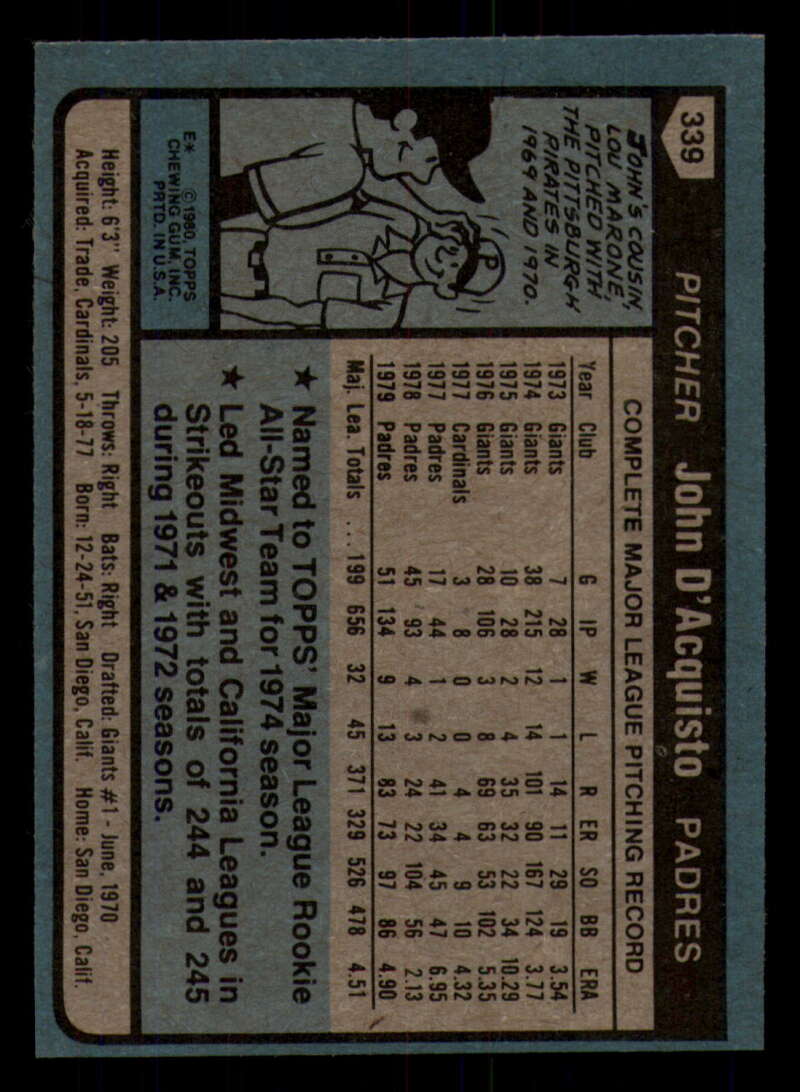 339
PITCHER John D'Acquisto PADRES
JOHN'S COUSIN,
LOU MARONE,
PITCHED WITH
THE PITTSBURGH
PIRATES IN
1969 AND 1970.
E* © 1980, TOPPS
CHEWING GUM, INC.
PRTD. IN U.S.A.
COMPLETE MAJOR LEAGUE PITCHING RECORD
Year Club G IP W L R ER SO BB ERA
1973 Giants 7 28 1 1 14 11 29 19 3.54
1974 Giants 38 215 12 14 101 90 167 124 3.77
1975 Giants 10 28 2 4 35 32 22 34 10.29
1976 Giants 28 106 3 8 69 63 53 102 5.35
1977 Cardinals 3 8 0 0 4 4 9 10 4.32
1977 Padres 17 44 1 2 41 34 45 47 6.95
1978 Padres 45 93 4 3 24 22 104 56 2.13
1979 Padres 51 134 9 13 83 73 97 86 4.90
Maj. Lea. Totals ... 199 656 32 45 371 329 526 478 4.51
★ Named to TOPPS' Major League Rookie
All-Star Team for 1974 season.
★ Led Midwest and California Leagues in
Strikeouts with totals of 244 and 245
during 1971 & 1972 seasons.
Height: 6'3" Weight: 205 Throws: Right Bats: Right Drafted: Giants #1 - June, 1970
Acquired: Trade, Cardinals, 5-18-77 Born: 12-24-51, San Diego, Calif. Home: San Diego, Calif.